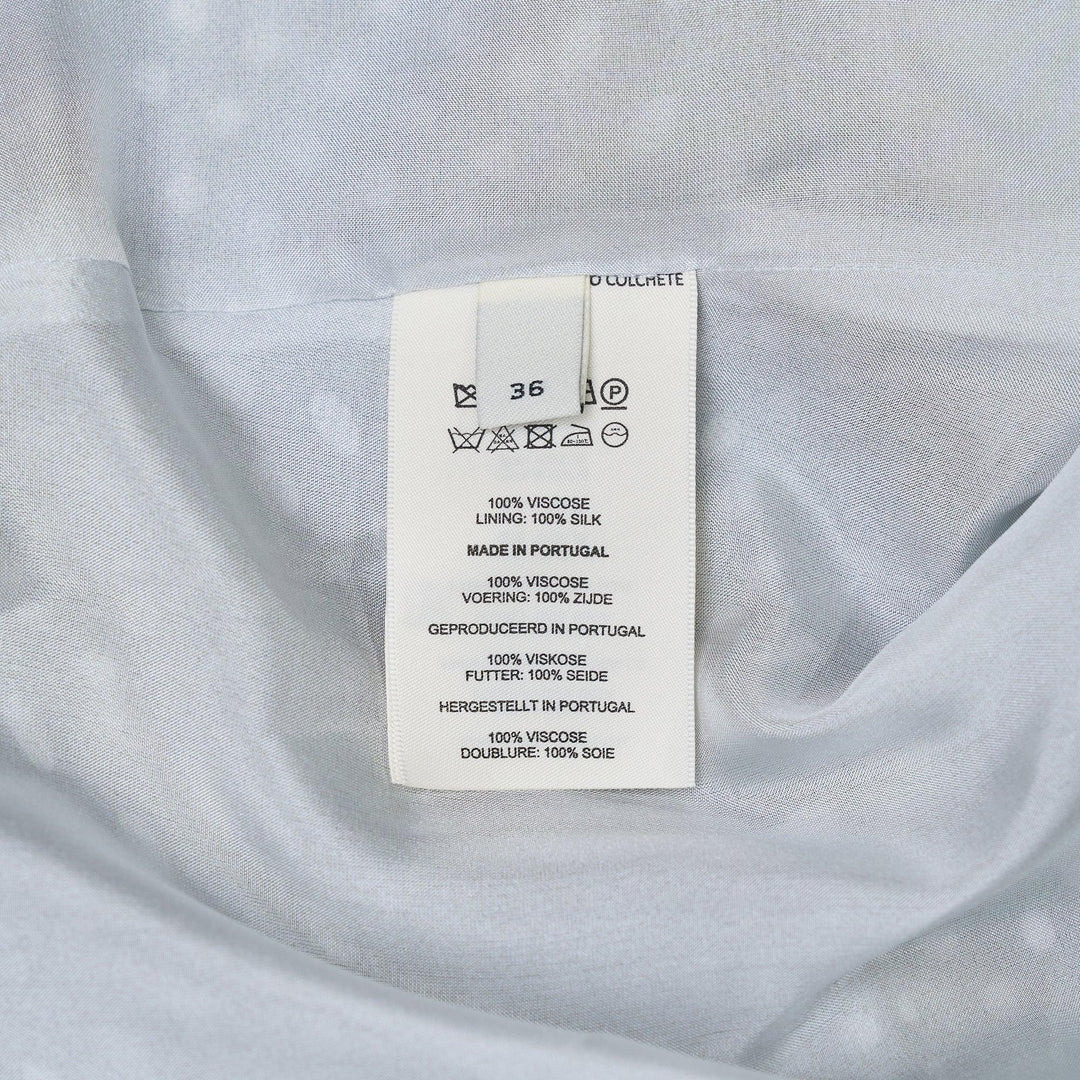 O COLCHETE
36
P
100% VISCOSE
LINING: 100% SILK
MADE IN PORTUGAL
100% VISCOSE
VOERING: 100% ZIJDE
GEPRODUCEERD IN PORTUGAL
100% VISKOSE
FUTTER: 100% SEIDE
HERGESTELLT IN PORTUGAL
100% VISCOSE
DOUBLURE: 100% SOIE